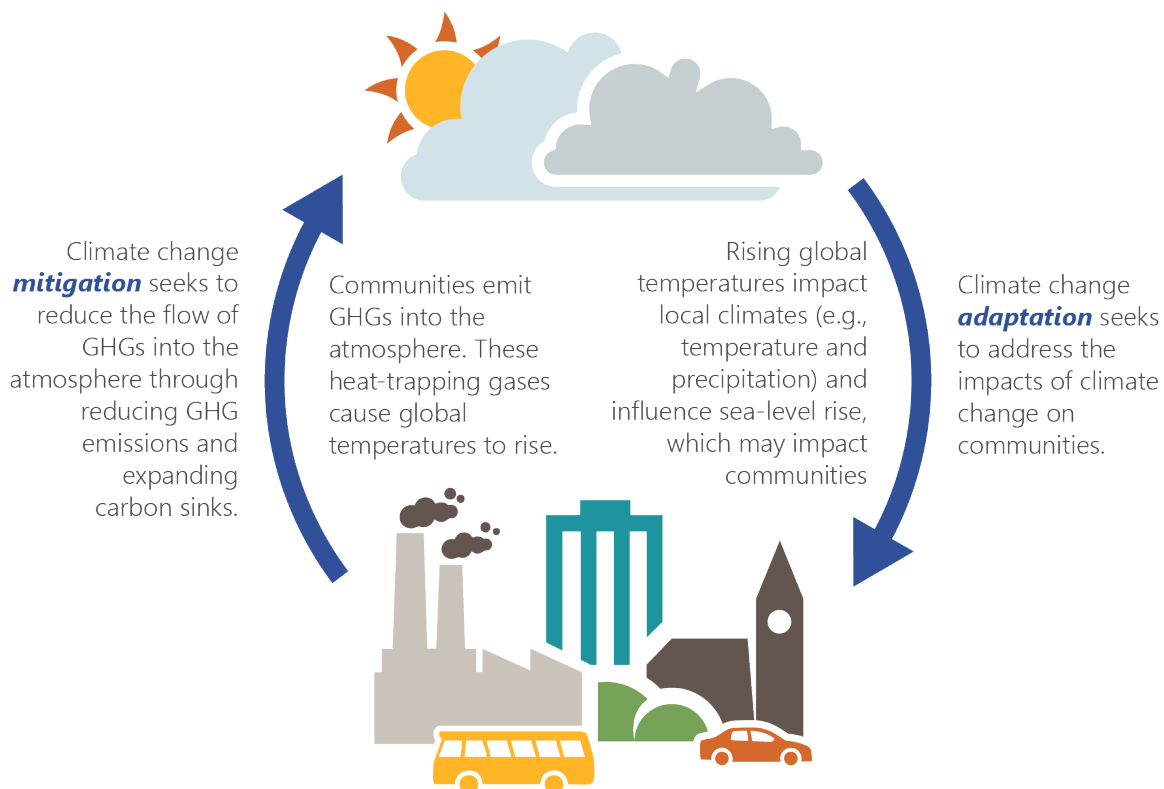 Climate change
mitigation seeks to
reduce the flow of
GHGs into the
atmosphere through
reducing GHG
emissions and
expanding
carbon sinks.
Communities emit
GHGs into the
atmosphere. These
heat-trapping gases
cause global
temperatures to rise.
Rising global
temperatures impact
local climates (e.g.,
temperature and
precipitation) and
influence sea-level rise,
which may impact
communities
Climate change
adaptation seeks
to address the
impacts of climate
change on
communities.